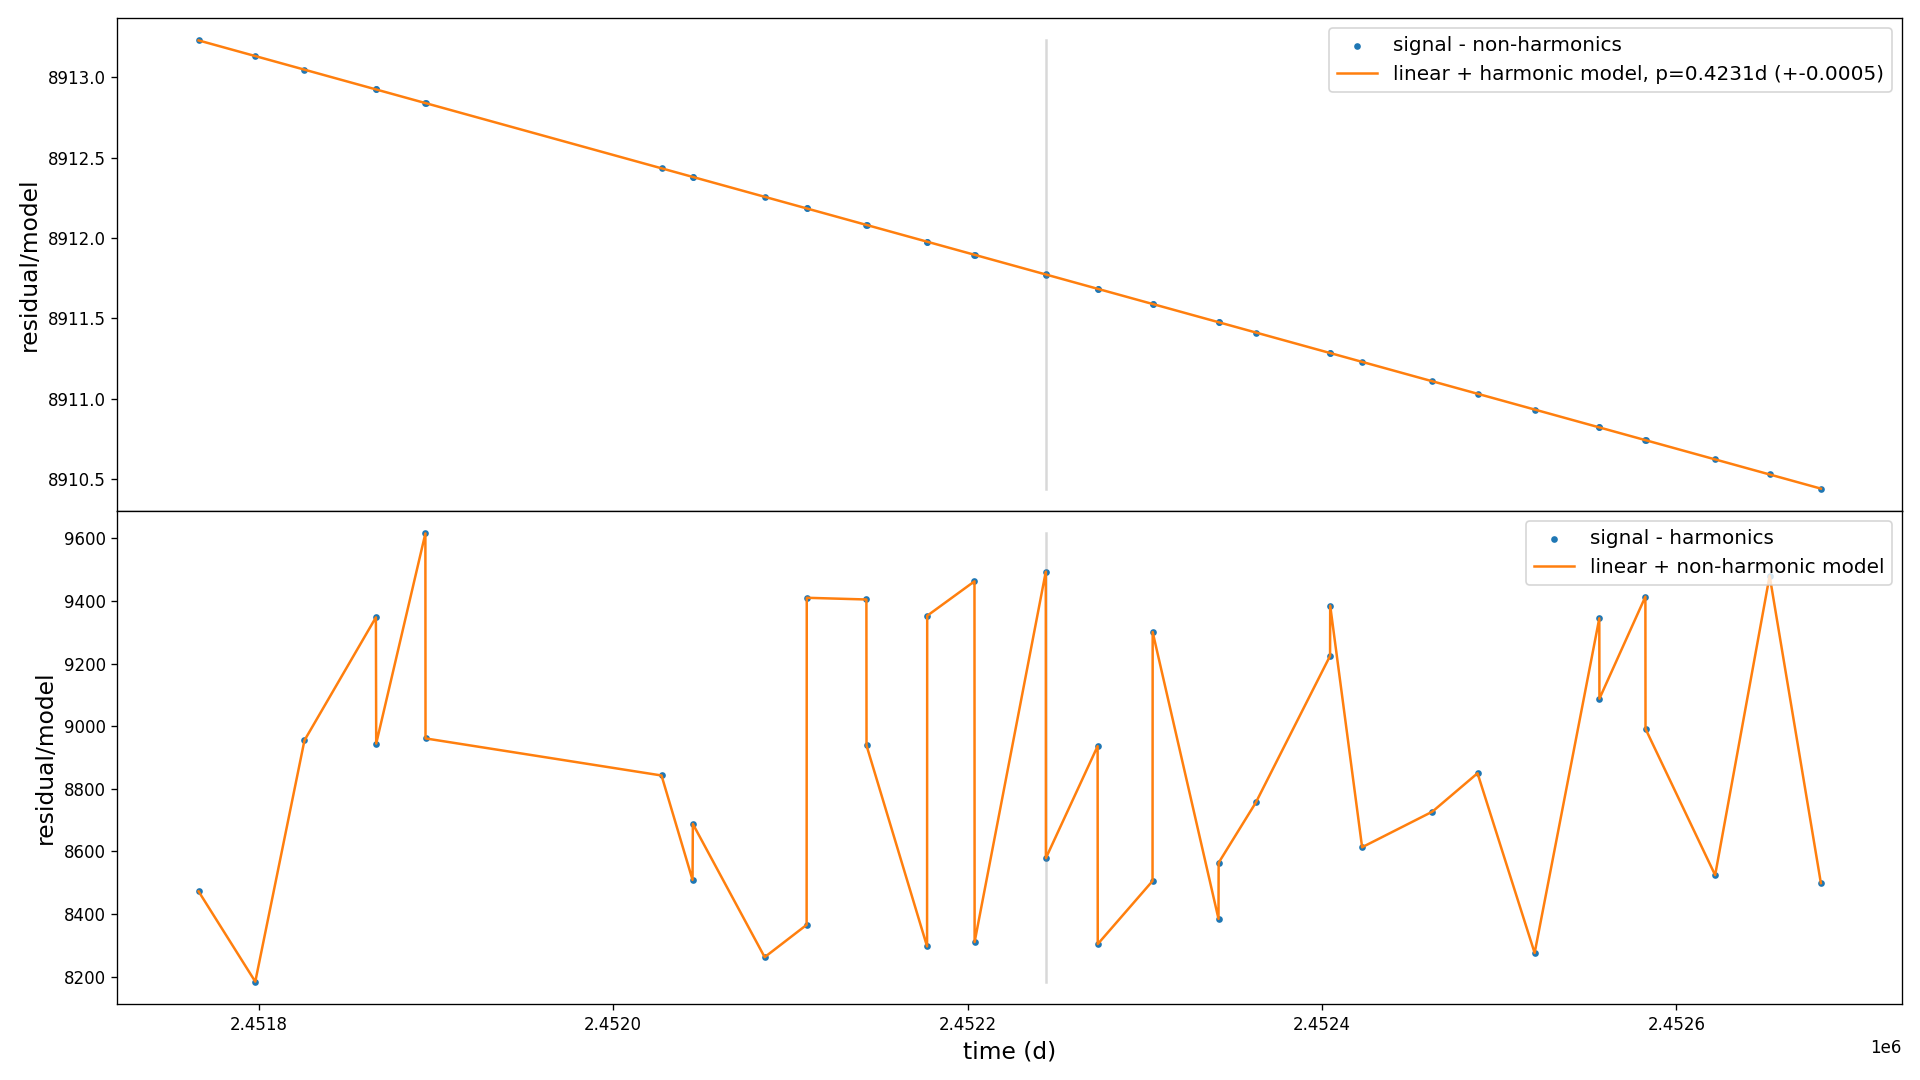 signal - non-harmonics
linear + harmonic model, p=0.4231d (+-0.0005)
residual/model
8913.0
8912.5
8912.0
8911.5
8911.0
8910.5
signal - harmonics
linear + non-harmonic model
residual/model
9600
9400
9200
9000
8800
8600
8400
8200
2.4518 2.4520 2.4522 2.4524 2.4526
time (d)
1e6